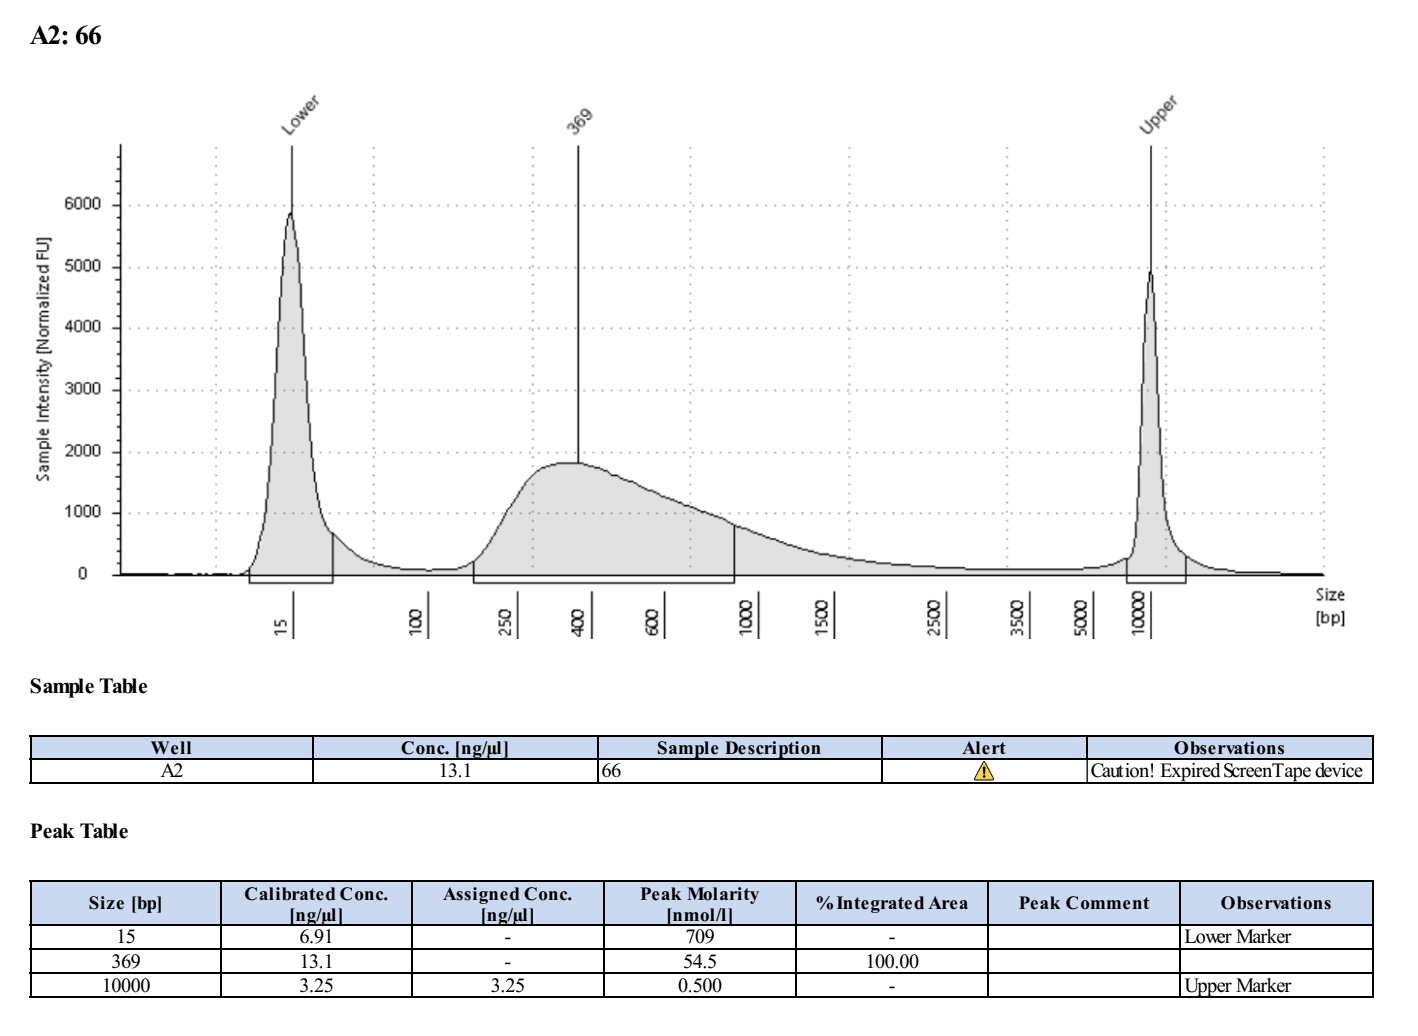 A2: 66
Lower
369
Upper
Sample Intensity [Normalized FU]
6000
5000
4000
3000
2000
1000
0
15
100
250
400
600
1000
1500
2500
3500
5000
10000
Size
[bp]
Sample Table
Well Conc. [ng/µl] Sample Description Alert Observations
A2 13.1 66 Caution! Expired ScreenTape device
Peak Table
Size [bp] Calibrated Conc. [ng/µl] Assigned Conc. [ng/µl] Peak Molarity [nmol/l] % Integrated Area Peak Comment Observations
15 6.91 - 709 - Lower Marker
369 13.1 - 54.5 100.00
10000 3.25 3.25 0.500 - Upper Marker